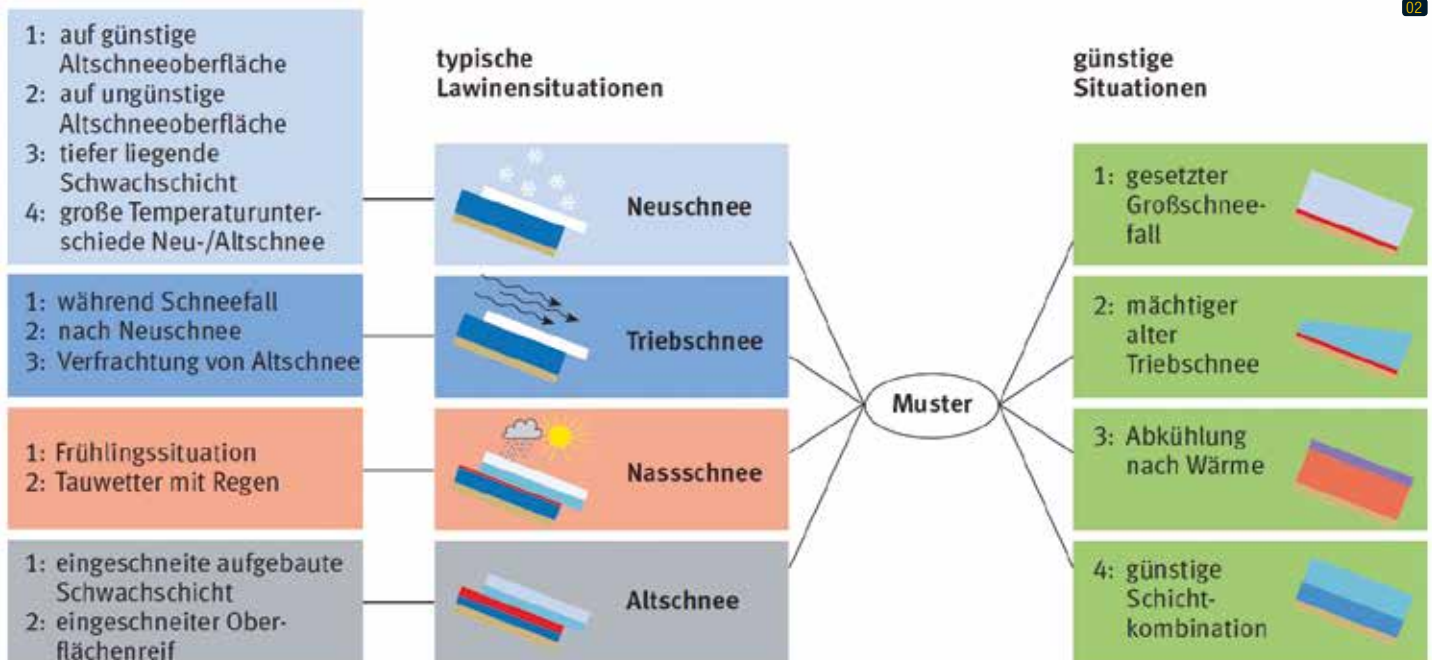 02
1: auf günstige
Altschneeoberfläche
2: auf ungünstige
Altschneeoberfläche
3: tiefer liegende
Schwachschicht
4: große Temperaturunter-
schiede Neu-/Altschnee
1: während Schneefall
2: nach Neuschnee
3: Verfrachtung von Altschnee
1: Frühlingssituation
2: Tauwetter mit Regen
1: eingeschneite aufgebaute
Schwachschicht
2: eingeschneiter Ober-
flächenreif
typische
Lawinensituationen
Neuschnee
Triebschnee
Nassschnee
Altschnee
Muster
günstige
Situationen
1: gesetzter
Großschnee-
fall
2: mächtiger
alter
Triebschnee
3: Abkühlung
nach Wärme
4: günstige
Schicht-
kombination